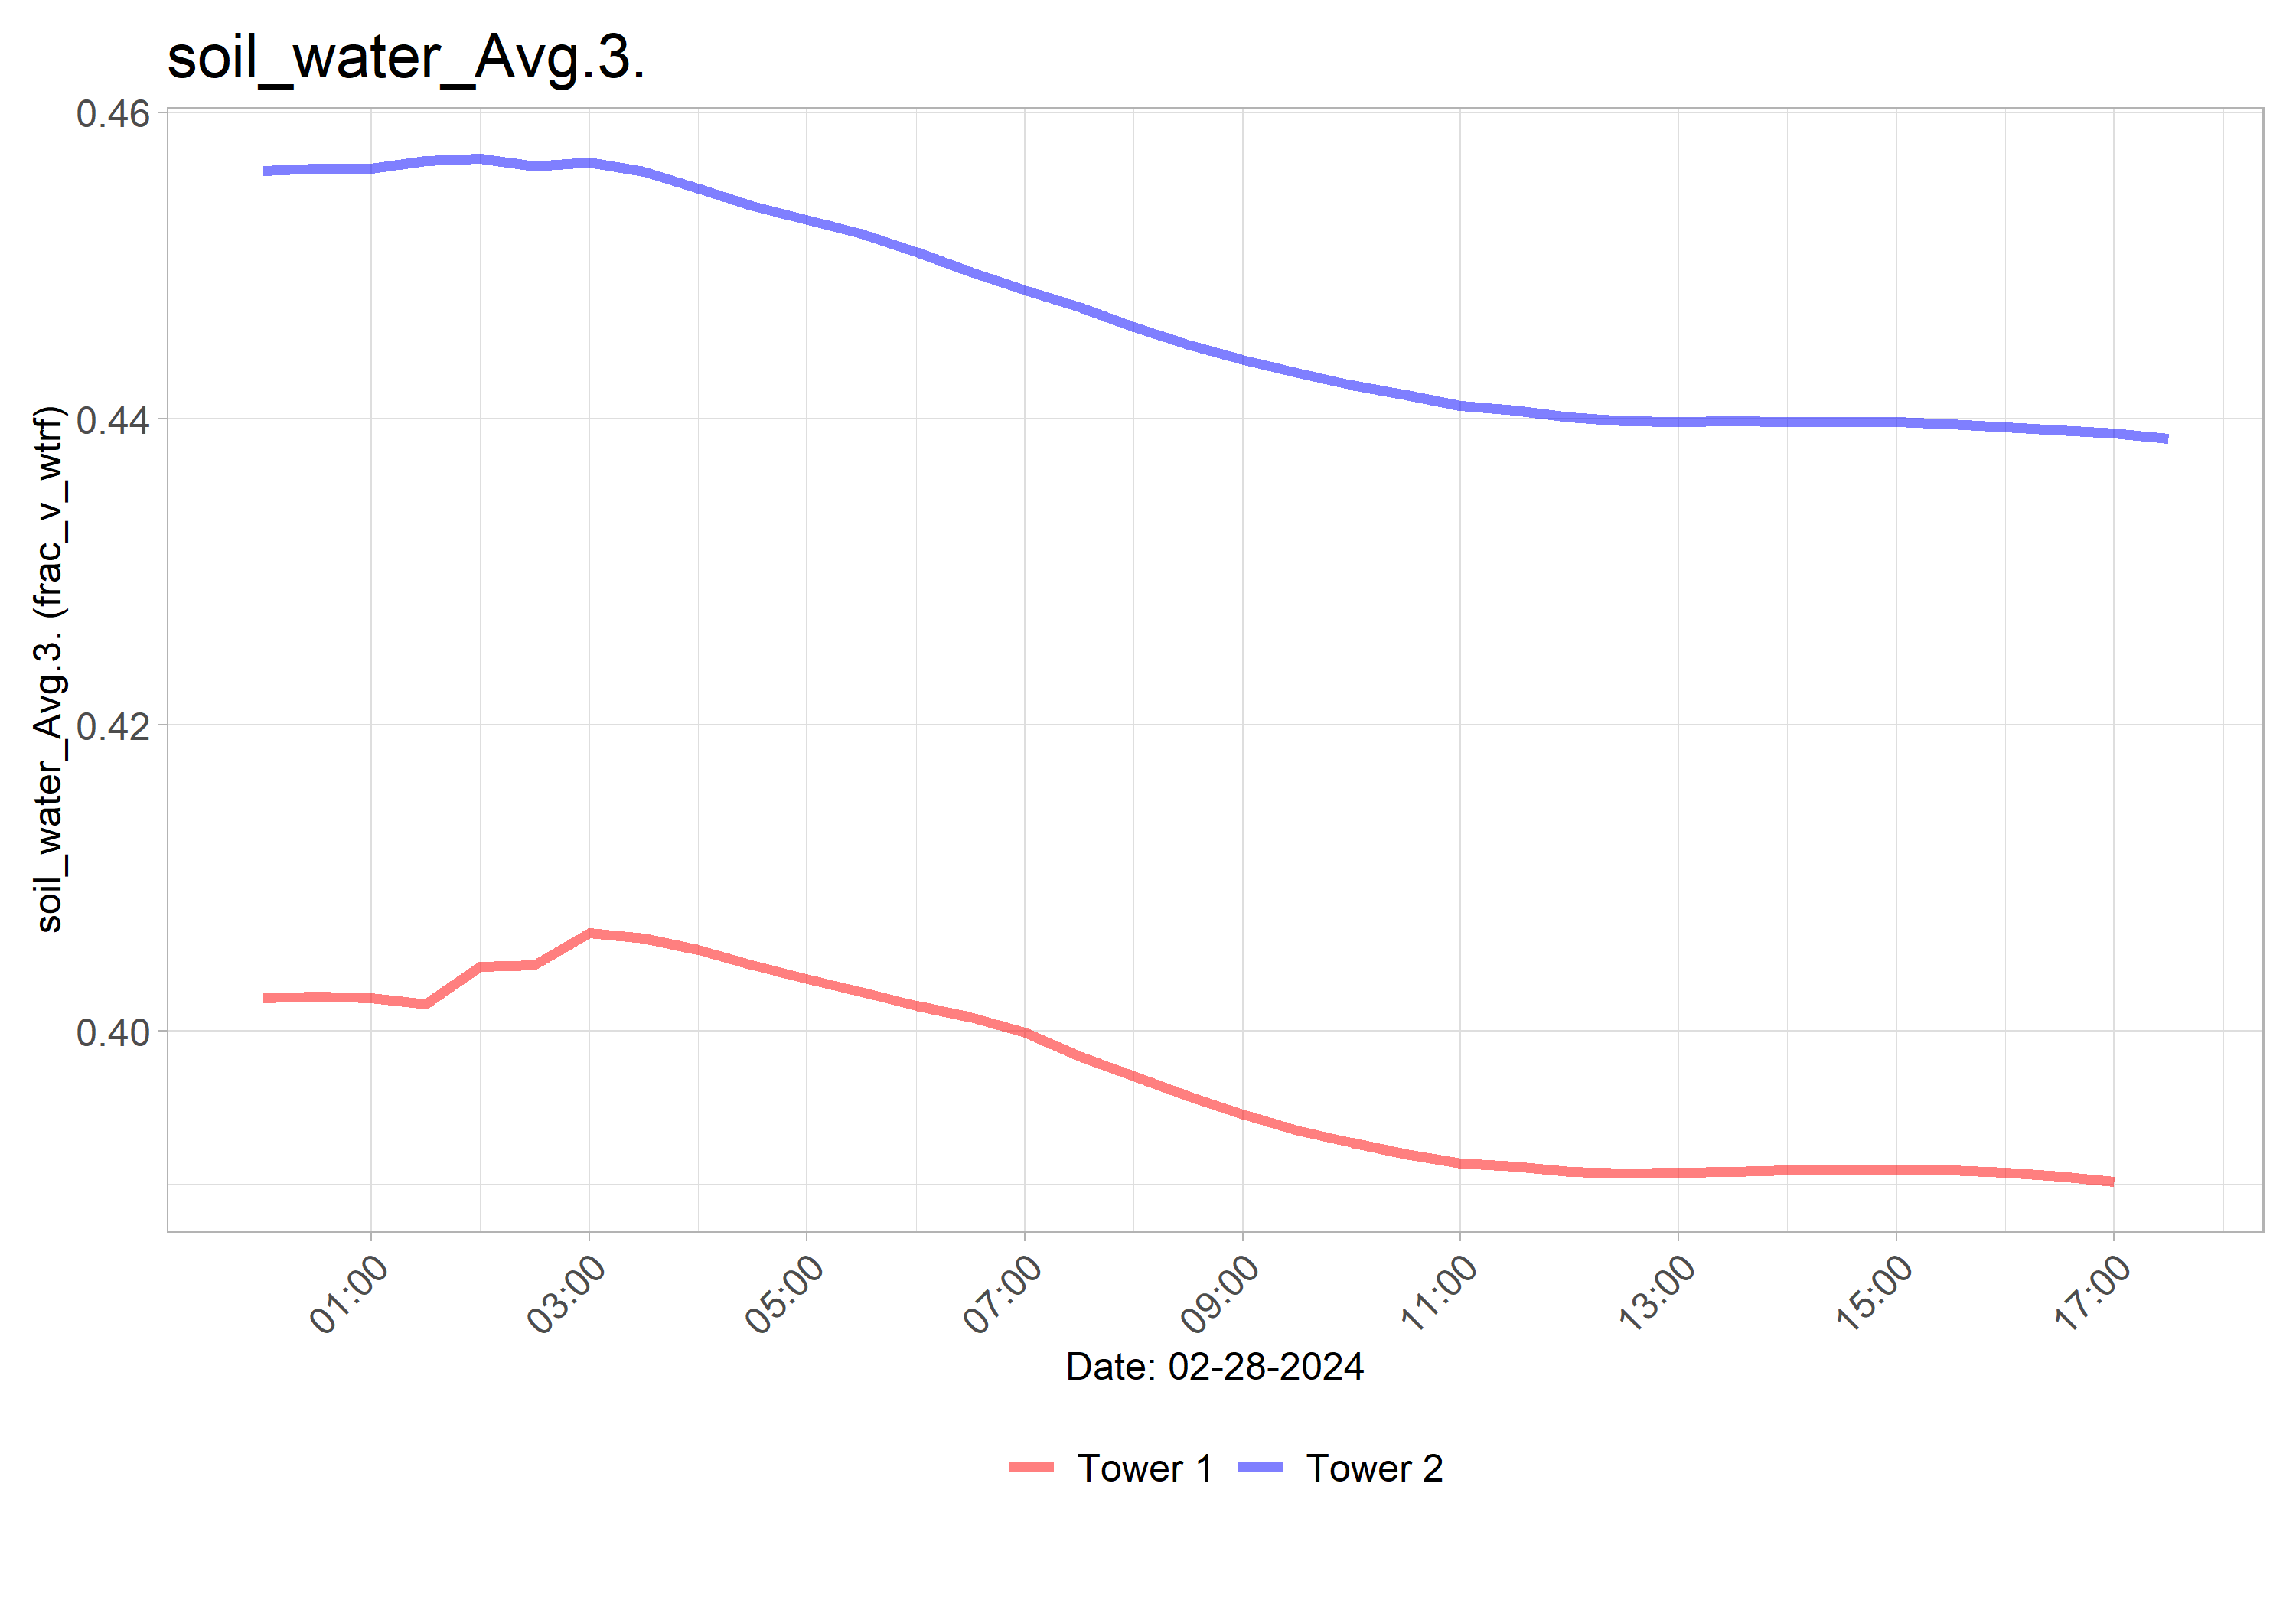 soil_water_Avg.3.
soil_water_Avg.3. (frac_v_wtrf)
0.46
0.44
0.42
0.40
01:00
03:00
05:00
07:00
09:00
11:00
13:00
15:00
17:00
Date: 02-28-2024
Tower 1
Tower 2